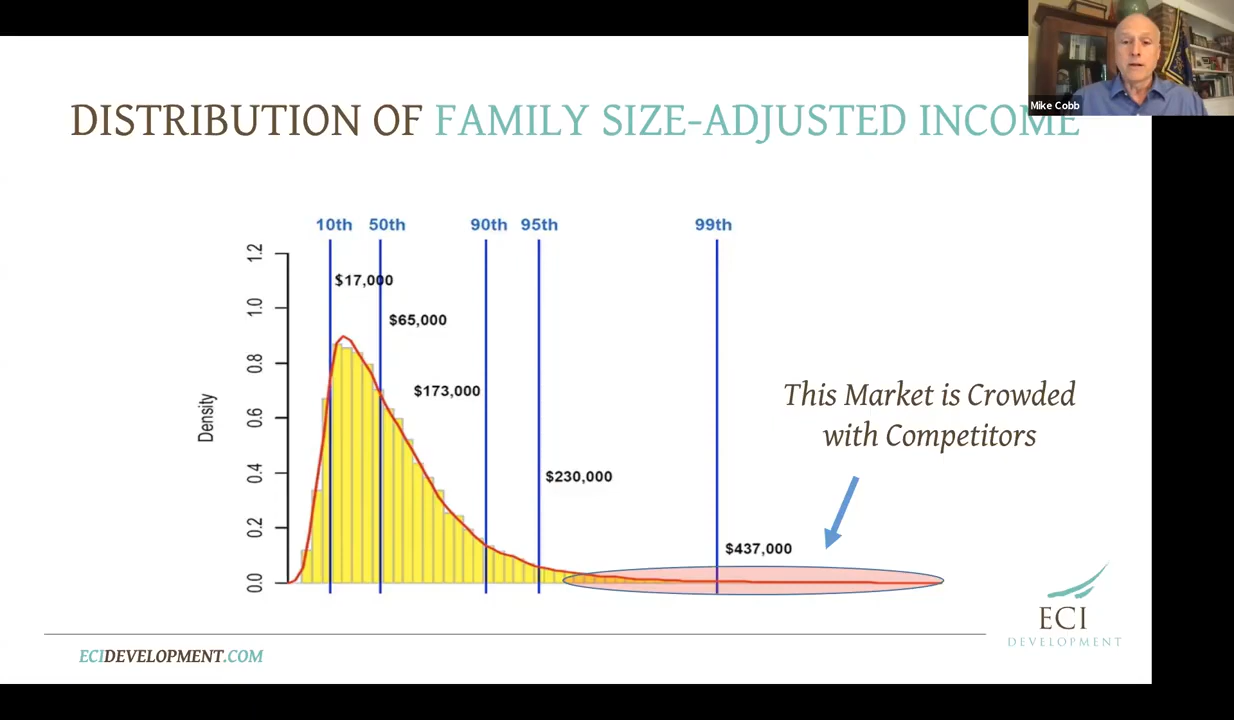 Mike Cobb
DISTRIBUTION OF FAMILY SIZE-ADJUSTED INCOME
10th 50th 90th 95th 99th
1.2
1.0
0.8
0.6
0.4
0.2
0.0
Density
$17,000
$65,000
$173,000
$230,000
$437,000
This Market is Crowded
with Competitors
ECI
DEVELOPMENT
ECIDEVELOPMENT.COM